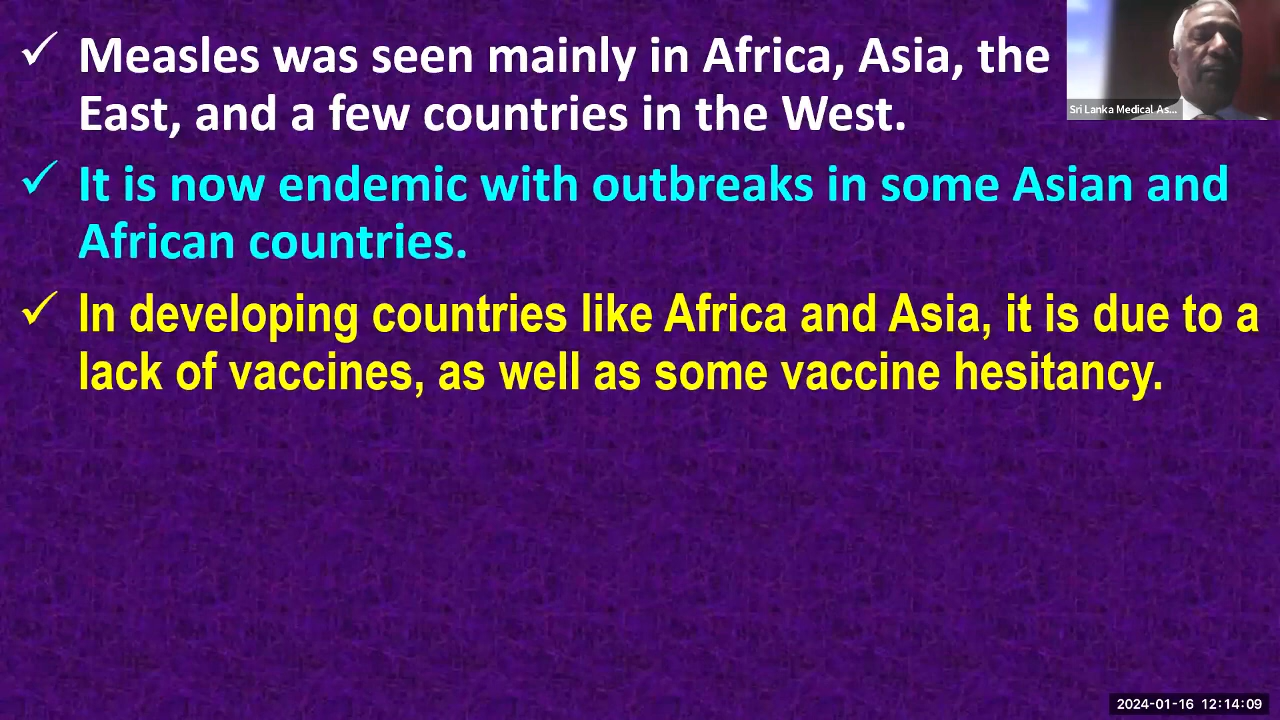 ✓ Measles was seen mainly in Africa, Asia, the
East, and a few countries in the West.
✓ It is now endemic with outbreaks in some Asian and
African countries.
✓ In developing countries like Africa and Asia, it is due to a
lack of vaccines, as well as some vaccine hesitancy.
Sri Lanka Medical As...
2024-01-16 12:14:09